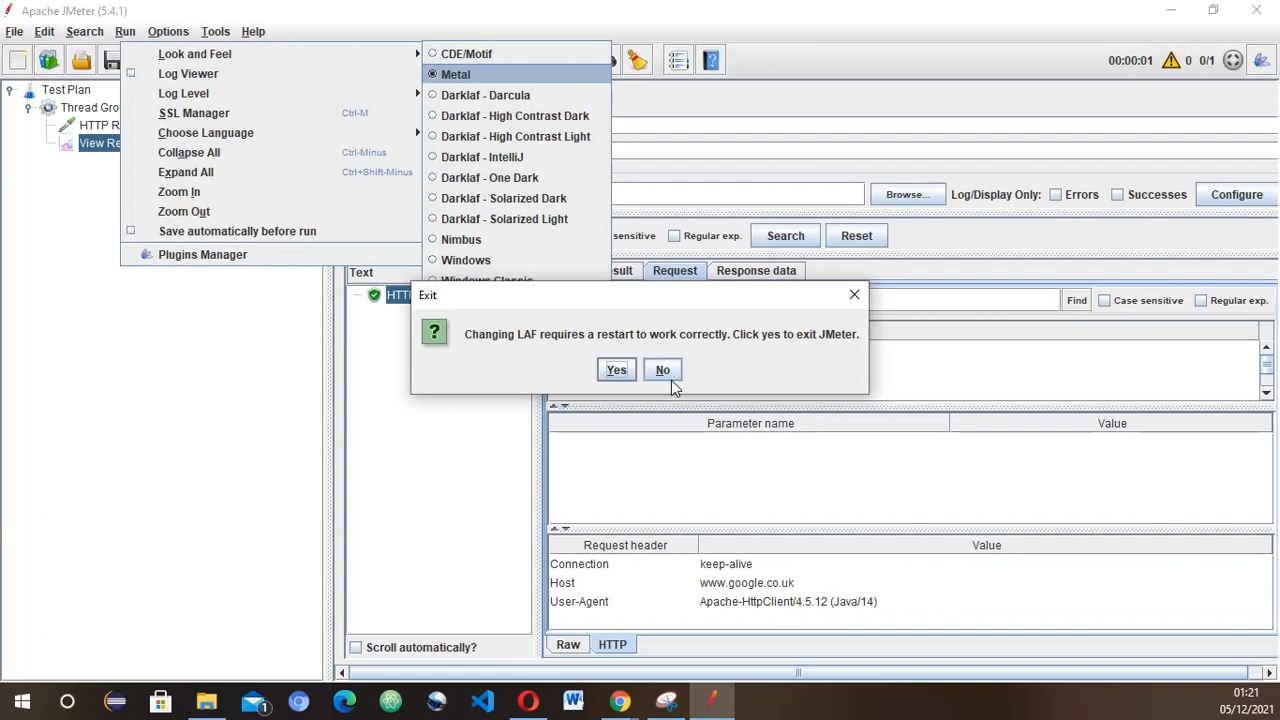 Apache JMeter (5.4.1)
File Edit Search Run Options Tools Help
00:00:01 0 0/1
Look and Feel
Log Viewer
Log Level
SSL Manager Ctrl-M
Choose Language
Collapse All Ctrl-Minus
Expand All Ctrl+Shift-Minus
Zoom In
Zoom Out
Save automatically before run
Plugins Manager
CDE/Motif
Metal
Darklaf - Darcula
Darklaf - High Contrast Dark
Darklaf - High Contrast Light
Darklaf - IntelliJ
Darklaf - One Dark
Darklaf - Solarized Dark
Darklaf - Solarized Light
Nimbus
Windows
Windows Classic
Test Plan
Thread Gro
HTTP R
View Re
Browse... Log/Display Only: Errors Successes Configure
sensitive Regular exp. Search Reset
Text
sult Request Response data
HTT
Find Case sensitive Regular exp.
Exit
? Changing LAF requires a restart to work correctly. Click yes to exit JMeter.
Yes No
Parameter name Value
Request header Value
Connection keep-alive
Host www.google.co.uk
User-Agent Apache-HttpClient/4.5.12 (Java/14)
Scroll automatically?
Raw HTTP
1
01:21
05/12/2021